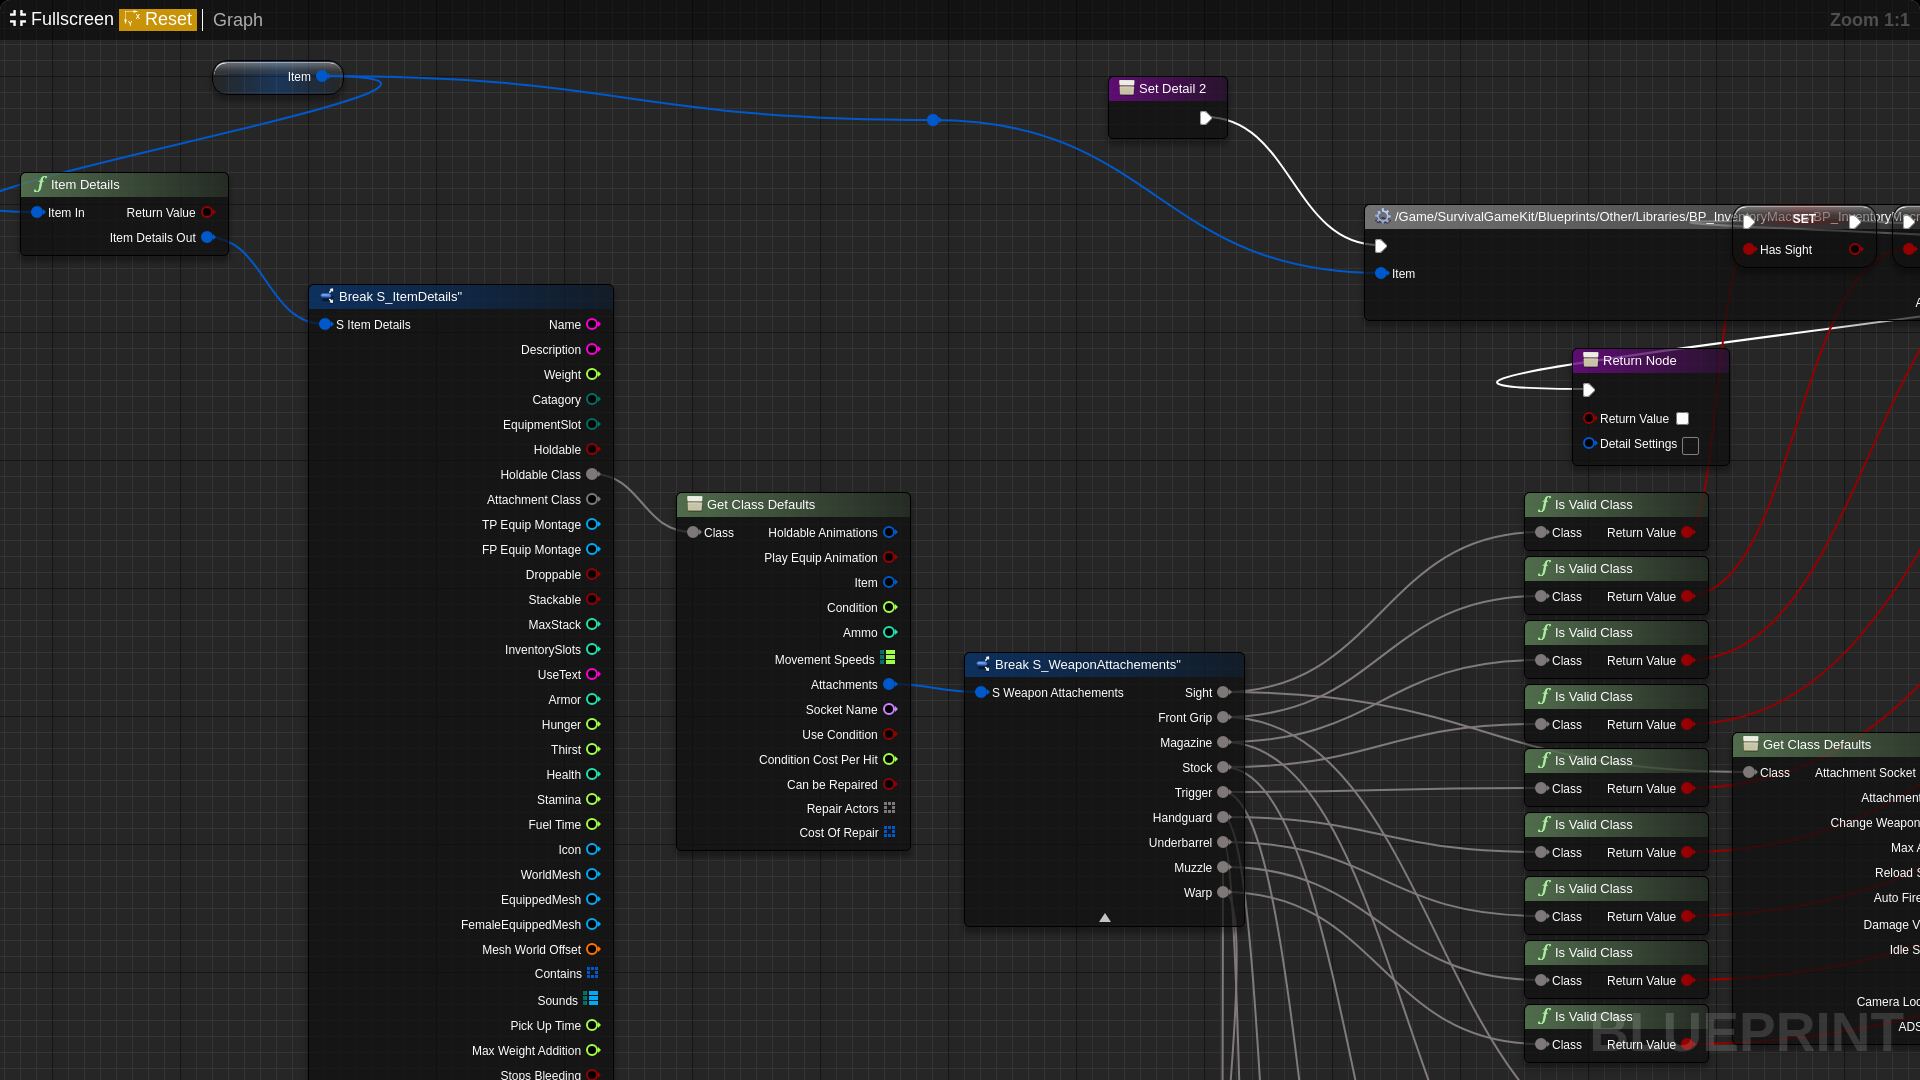 Fullscreen Reset Graph
Zoom 1:1
Item
Set Detail 2
Item Details
Item In Return Value
Item Details Out
/Game/SurvivalGameKit/Blueprints/Other/Libraries/BP_InventoryMac
SET
Has Sight
Item
Break S_ItemDetails"
S Item Details Name
Description
Weight
Catagory
EquipmentSlot
Holdable
Holdable Class
Attachment Class
TP Equip Montage
FP Equip Montage
Droppable
Stackable
MaxStack
InventorySlots
UseText
Armor
Hunger
Thirst
Health
Stamina
Fuel Time
Icon
WorldMesh
EquippedMesh
FemaleEquippedMesh
Mesh World Offset
Contains
Sounds
Pick Up Time
Max Weight Addition
Stops Bleeding
Return Node
Return Value
Detail Settings
Get Class Defaults
Class Holdable Animations
Play Equip Animation
Item
Condition
Ammo
Movement Speeds
Attachments
Socket Name
Use Condition
Condition Cost Per Hit
Can be Repaired
Repair Actors
Cost Of Repair
Break S_WeaponAttachements"
S Weapon Attachements Sight
Front Grip
Magazine
Stock
Trigger
Handguard
Underbarrel
Muzzle
Warp
Is Valid Class
Class Return Value
Is Valid Class
Class Return Value
Is Valid Class
Class Return Value
Is Valid Class
Class Return Value
Is Valid Class
Class Return Value
Is Valid Class
Class Return Value
Is Valid Class
Class Return Value
Is Valid Class
Class Return Value
Is Valid Class
Class Return Value
Get Class Defaults
Class Attachment Socket
Attachment
Change Weapon
Max A
Reload S
Auto Fire
Damage V
Idle S
Camera Loc
ADS
BLUEPRINT